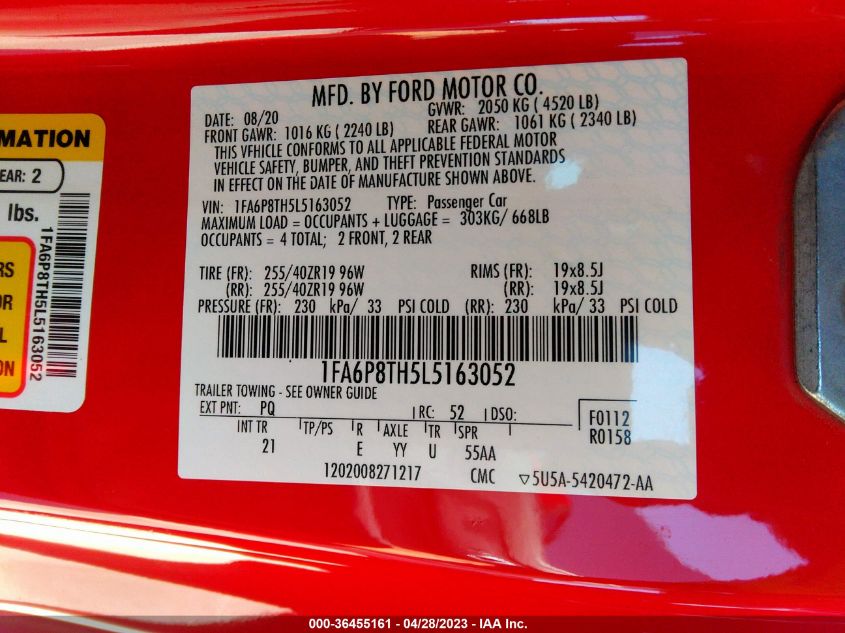 MATION
EAR: 2
lbs.
1FA6P8TH5L5163052
RS
OR
L
ON
MFD. BY FORD MOTOR CO.
DATE: 08/20 GVWR: 2050 KG ( 4520 LB)
FRONT GAWR: 1016 KG ( 2240 LB) REAR GAWR: 1061 KG ( 2340 LB)
THIS VEHICLE CONFORMS TO ALL APPLICABLE FEDERAL MOTOR
VEHICLE SAFETY, BUMPER, AND THEFT PREVENTION STANDARDS
IN EFFECT ON THE DATE OF MANUFACTURE SHOWN ABOVE.
VIN: 1FA6P8TH5L5163052 TYPE: Passenger Car
MAXIMUM LOAD = OCCUPANTS + LUGGAGE = 303KG/ 668LB
OCCUPANTS = 4 TOTAL; 2 FRONT, 2 REAR
TIRE (FR): 255/40ZR19 96W RIMS (FR): 19x8.5J
(RR): 255/40ZR19 96W (RR): 19x8.5J
PRESSURE (FR): 230 kPa/ 33 PSI COLD (RR): 230 kPa/ 33 PSI COLD
1FA6P8TH5L5163052
TRAILER TOWING - SEE OWNER GUIDE
EXT PNT: PQ RC: 52 DSO: F0112
R0158
INT TR TP/PS R AXLE TR SPR
21 E YY U 55AA
1202008271217 CMC ▽5U5A-5420472-AA
000-36455161 - 04/28/2023 - IAA Inc.